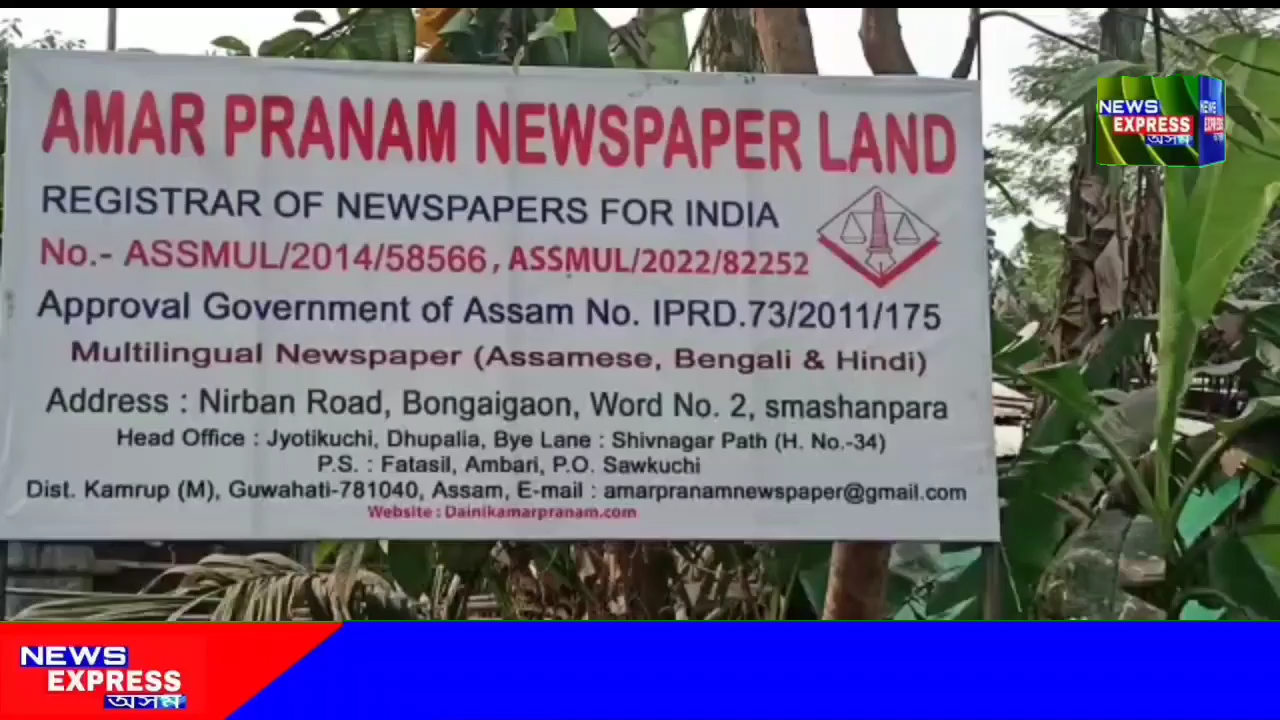 AMAR PRANAM NEWSPAPER LAND
REGISTRAR OF NEWSPAPERS FOR INDIA
No.- ASSMUL/2014/58566, ASSMUL/2022/82252
Approval Government of Assam No. IPRD.73/2011/175
Multilingual Newspaper (Assamese, Bengali & Hindi)
Address : Nirban Road, Bongaigaon, Word No. 2, smashanpara
Head Office : Jyotikuchi, Dhupalia, Bye Lane : Shivnagar Path (H. No.-34)
P.S. : Fatasil, Ambari, P.O. Sawkuchi
Dist. Kamrup (M), Guwahati-781040, Assam, E-mail : amarpranamnewspaper@gmail.com
Website : Dainikamarpranam.com
NEWS
EXPRESS
অসম
NEWS
EXPRESS
অসম
NEWS
EXPRESS
অসম